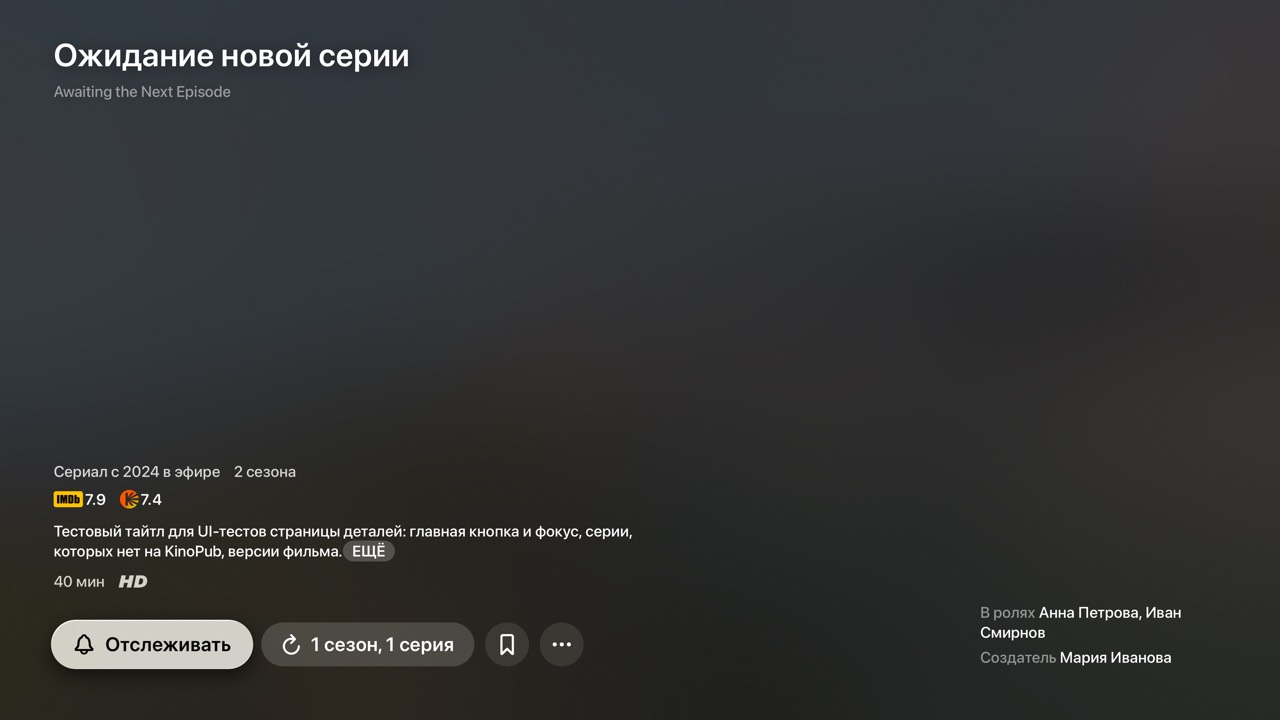 Ожидание новой серии
Awaiting the Next Episode
Сериал с 2024 в эфире 2 сезона
IMDb 7.9 7.4
Тестовый тайтл для UI-тестов страницы деталей: главная кнопка и фокус, серии,
которых нет на KinoPub, версии фильма. ЕЩЁ
40 мин HD
Отслеживать 1 сезон, 1 серия
В ролях Анна Петрова, Иван
Смирнов
Создатель Мария Иванова